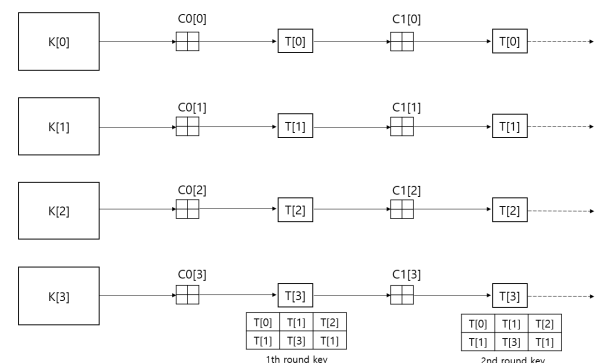 C0[0] C1[0]
K[0] T[0] T[0]
C0[1] C1[1]
K[1] T[1] T[1]
C0[2] C1[2]
K[2] T[2] T[2]
C0[3] C1[3]
K[3] T[3] T[3]
T[0] T[1] T[2] T[0] T[1] T[2]
T[1] T[3] T[1] T[1] T[3] T[1]
1th round key 2nd round key